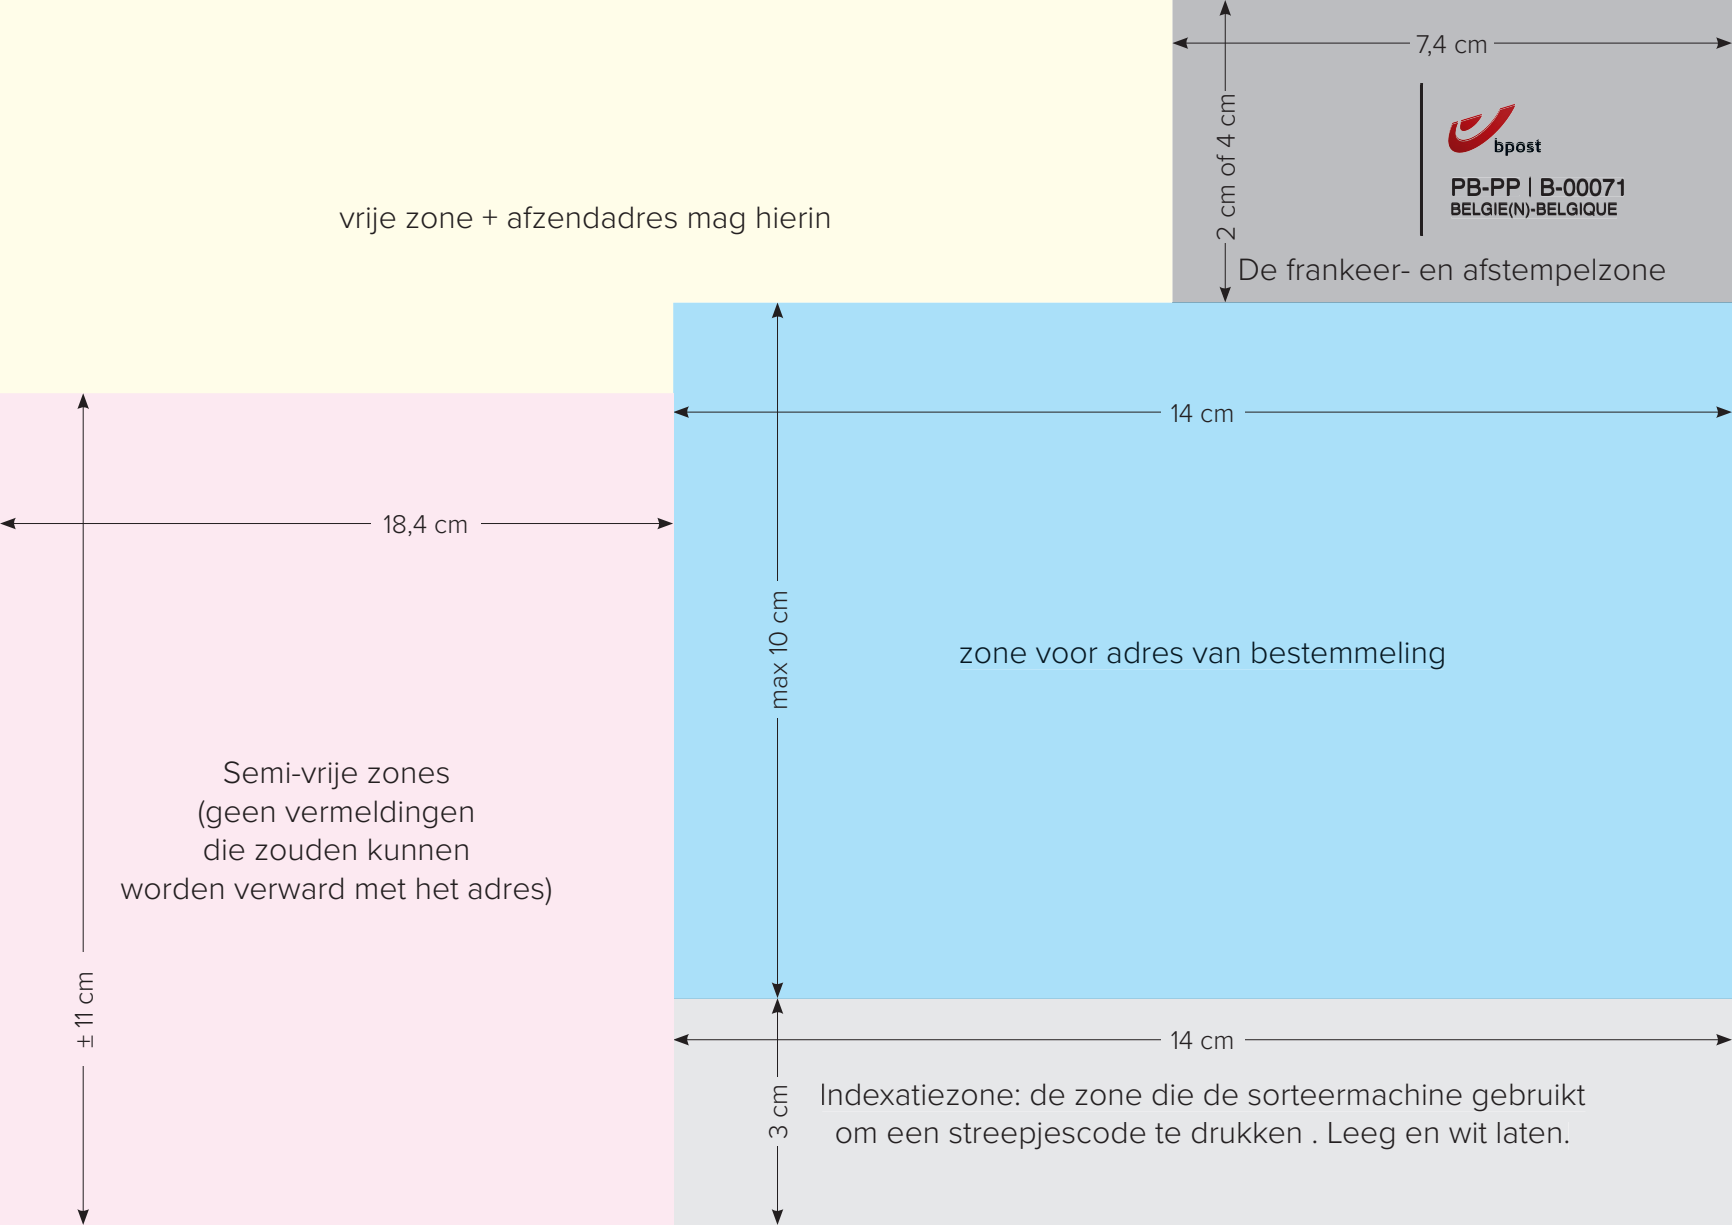 7,4 cm
2 cm of 4 cm
bpost
PB-PP | B-00071
BELGIE(N)-BELGIQUE
vrije zone + afzendadres mag hierin
De frankeer- en afstempelzone
14 cm
18,4 cm
max 10 cm
zone voor adres van bestemmeling
Semi-vrije zones
(geen vermeldingen
die zouden kunnen
worden verward met het adres)
± 11 cm
14 cm
3 cm
Indexatiezone: de zone die de sorteermachine gebruikt
om een streepjescode te drukken . Leeg en wit laten.